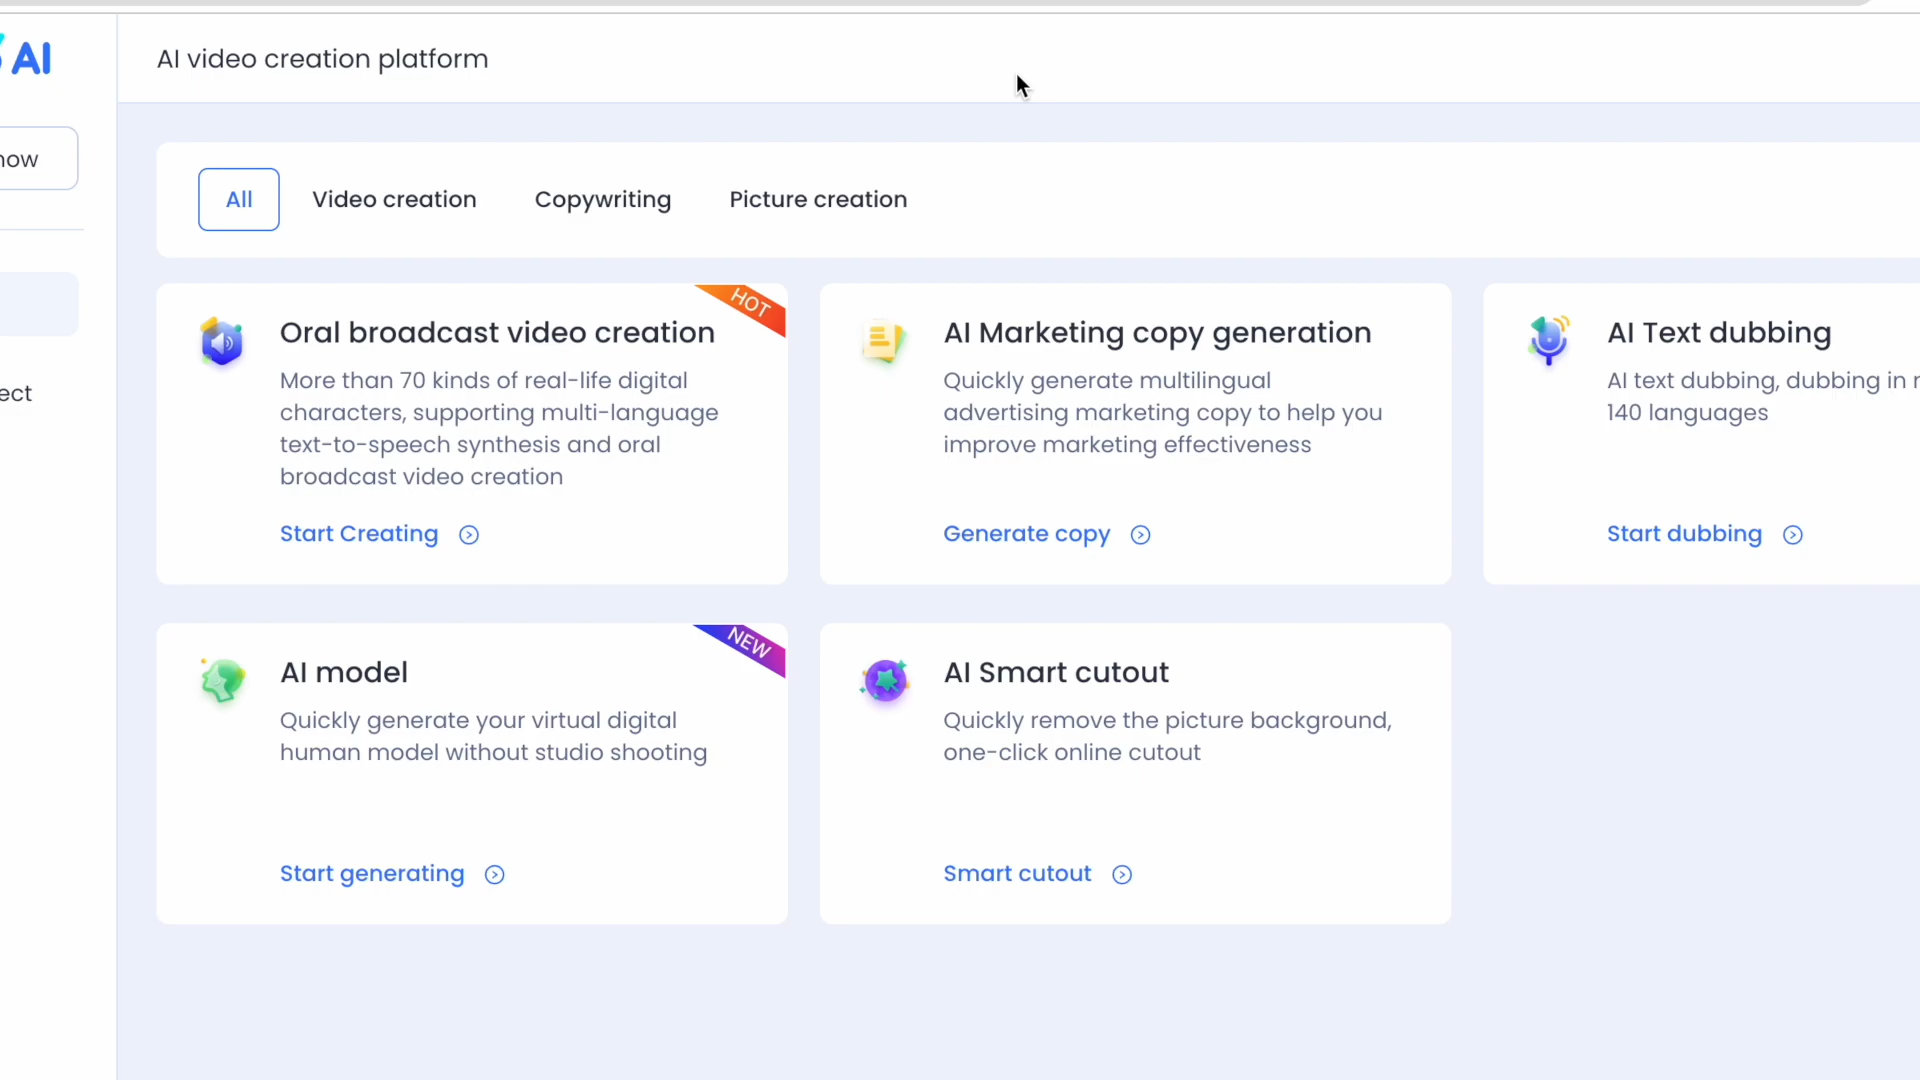 AI
AI video creation platform
now
All
Video creation
Copywriting
Picture creation
HOT
Oral broadcast video creation
More than 70 kinds of real-life digital
characters, supporting multi-language
text-to-speech synthesis and oral
broadcast video creation
Start Creating
AI Marketing copy generation
Quickly generate multilingual
advertising marketing copy to help you
improve marketing effectiveness
Generate copy
AI Text dubbing
AI text dubbing, dubbing in
140 languages
Start dubbing
ect
NEW
AI model
Quickly generate your virtual digital
human model without studio shooting
Start generating
AI Smart cutout
Quickly remove the picture background,
one-click online cutout
Smart cutout